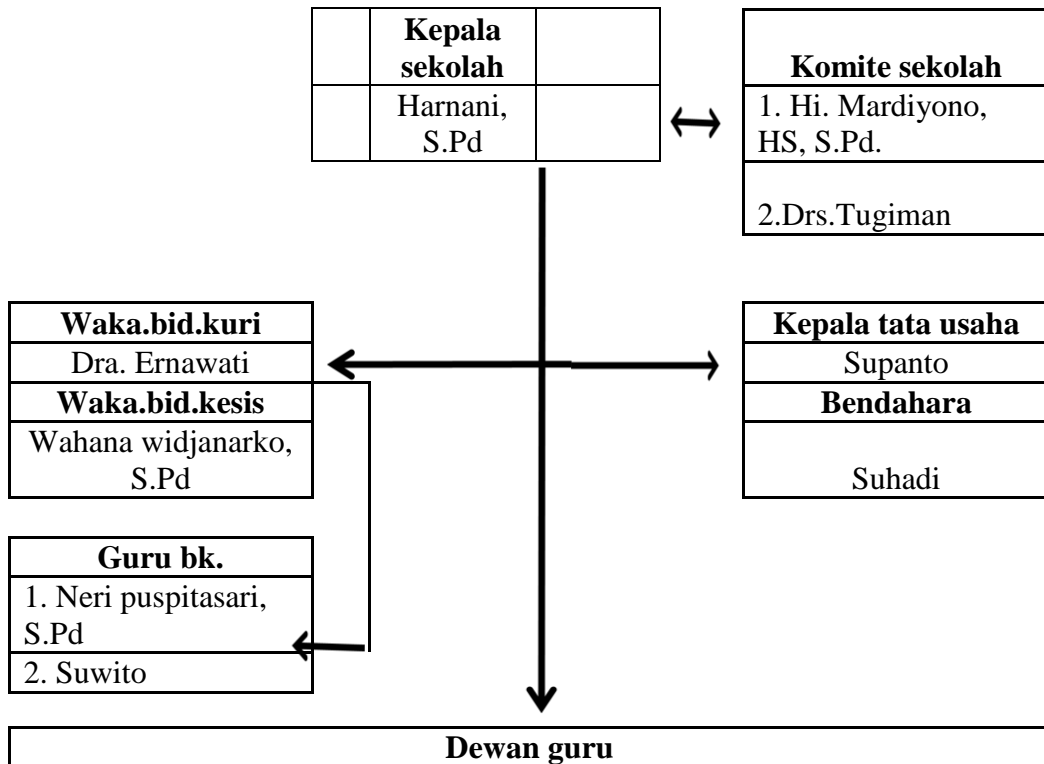 Kepala
sekolah
Harnani,
S.Pd
Komite sekolah
1. Hi. Mardiyono,
HS, S.Pd.
2.Drs.Tugiman
Waka.bid.kuri
Dra. Ernawati
Waka.bid.kesis
Wahana widjanarko,
S.Pd
Kepala tata usaha
Supanto
Bendahara
Suhadi
Guru bk.
1. Neri puspitasari,
S.Pd
2. Suwito
Dewan guru